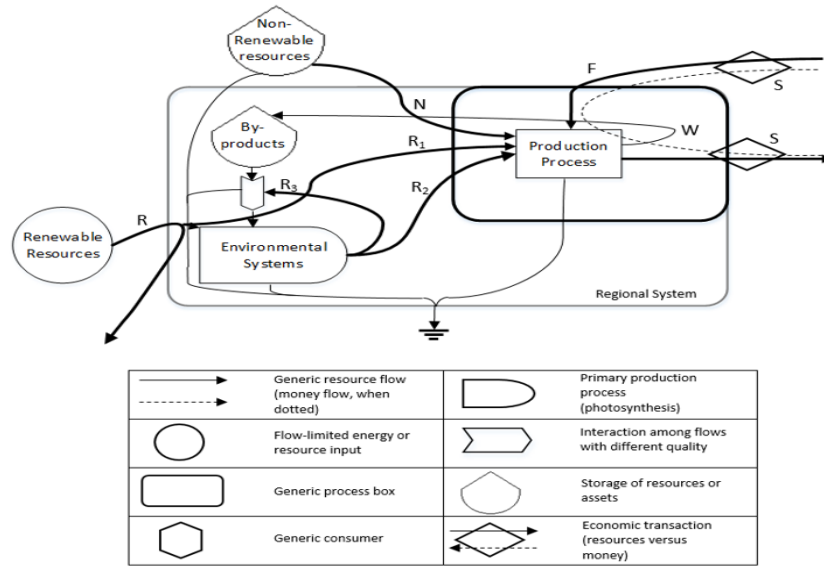 Non-
Renewable
resources
F
S
N
W
By-
products
Production
Process
S
R₁
R₃
R₂
R
Renewable
Resources
Environmental
Systems
Regional System
Generic resource flow
(money flow, when
dotted)
Primary production
process
(photosynthesis)
Flow-limited energy or
resource input
Interaction among flows
with different quality
Generic process box
Storage of resources or
assets
Generic consumer
Economic transaction
(resources versus
money)